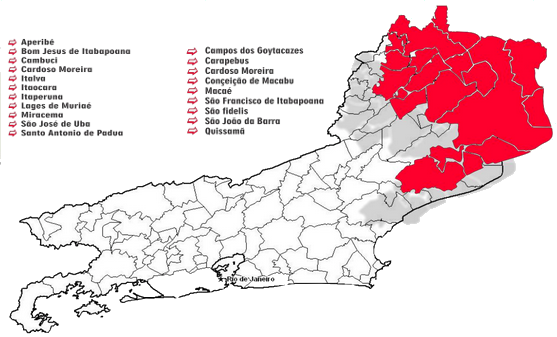 Aperibé
Bom Jesus de Itabapoana
Cambuci
Cardoso Moreira
Italva
Itaocara
Itaperuna
Lages de Muriaé
Miracema
São José de Uba
Santo Antonio de Padua
Campos dos Goytacazes
Carapebus
Cardoso Moreira
Conçeição de Macabu
Macaé
São Francisco de Itabapoana
São fidelis
São João da Barra
Quissamã
Rio de Janeiro